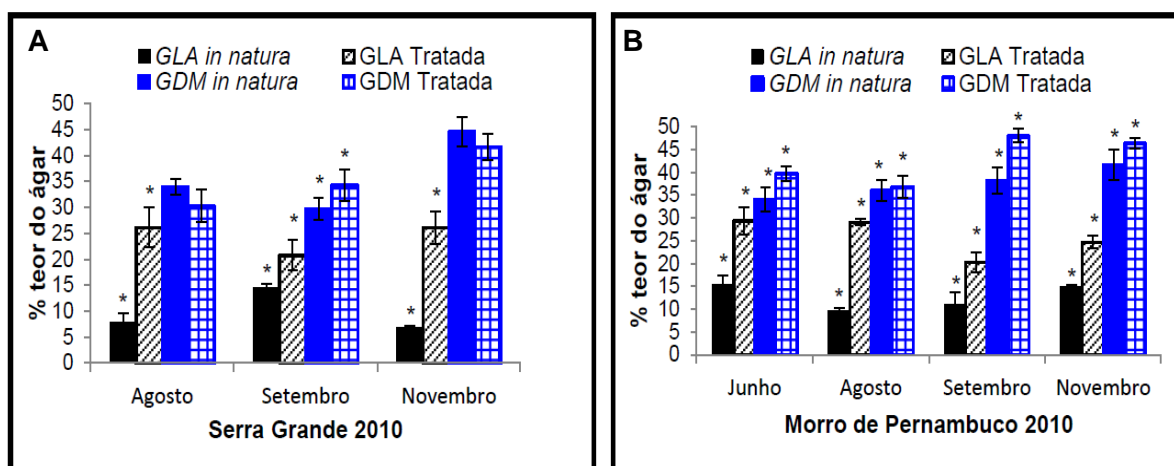 A
GLA in natura GLA Tratada
GDM in natura GDM Tratada
% teor do ágar
50
45
40
35
30
25
20
15
10
5
0
* * * * * * * *
Agosto Setembro Novembro
Serra Grande 2010
B
GLA in natura GLA Tratada
GDM in natura GDM Tratada
% teor do ágar
50
45
40
35
30
25
20
15
10
5
0
* * * * * * * * * * * * * * * *
Junho Agosto Setembro Novembro
Morro de Pernambuco 2010